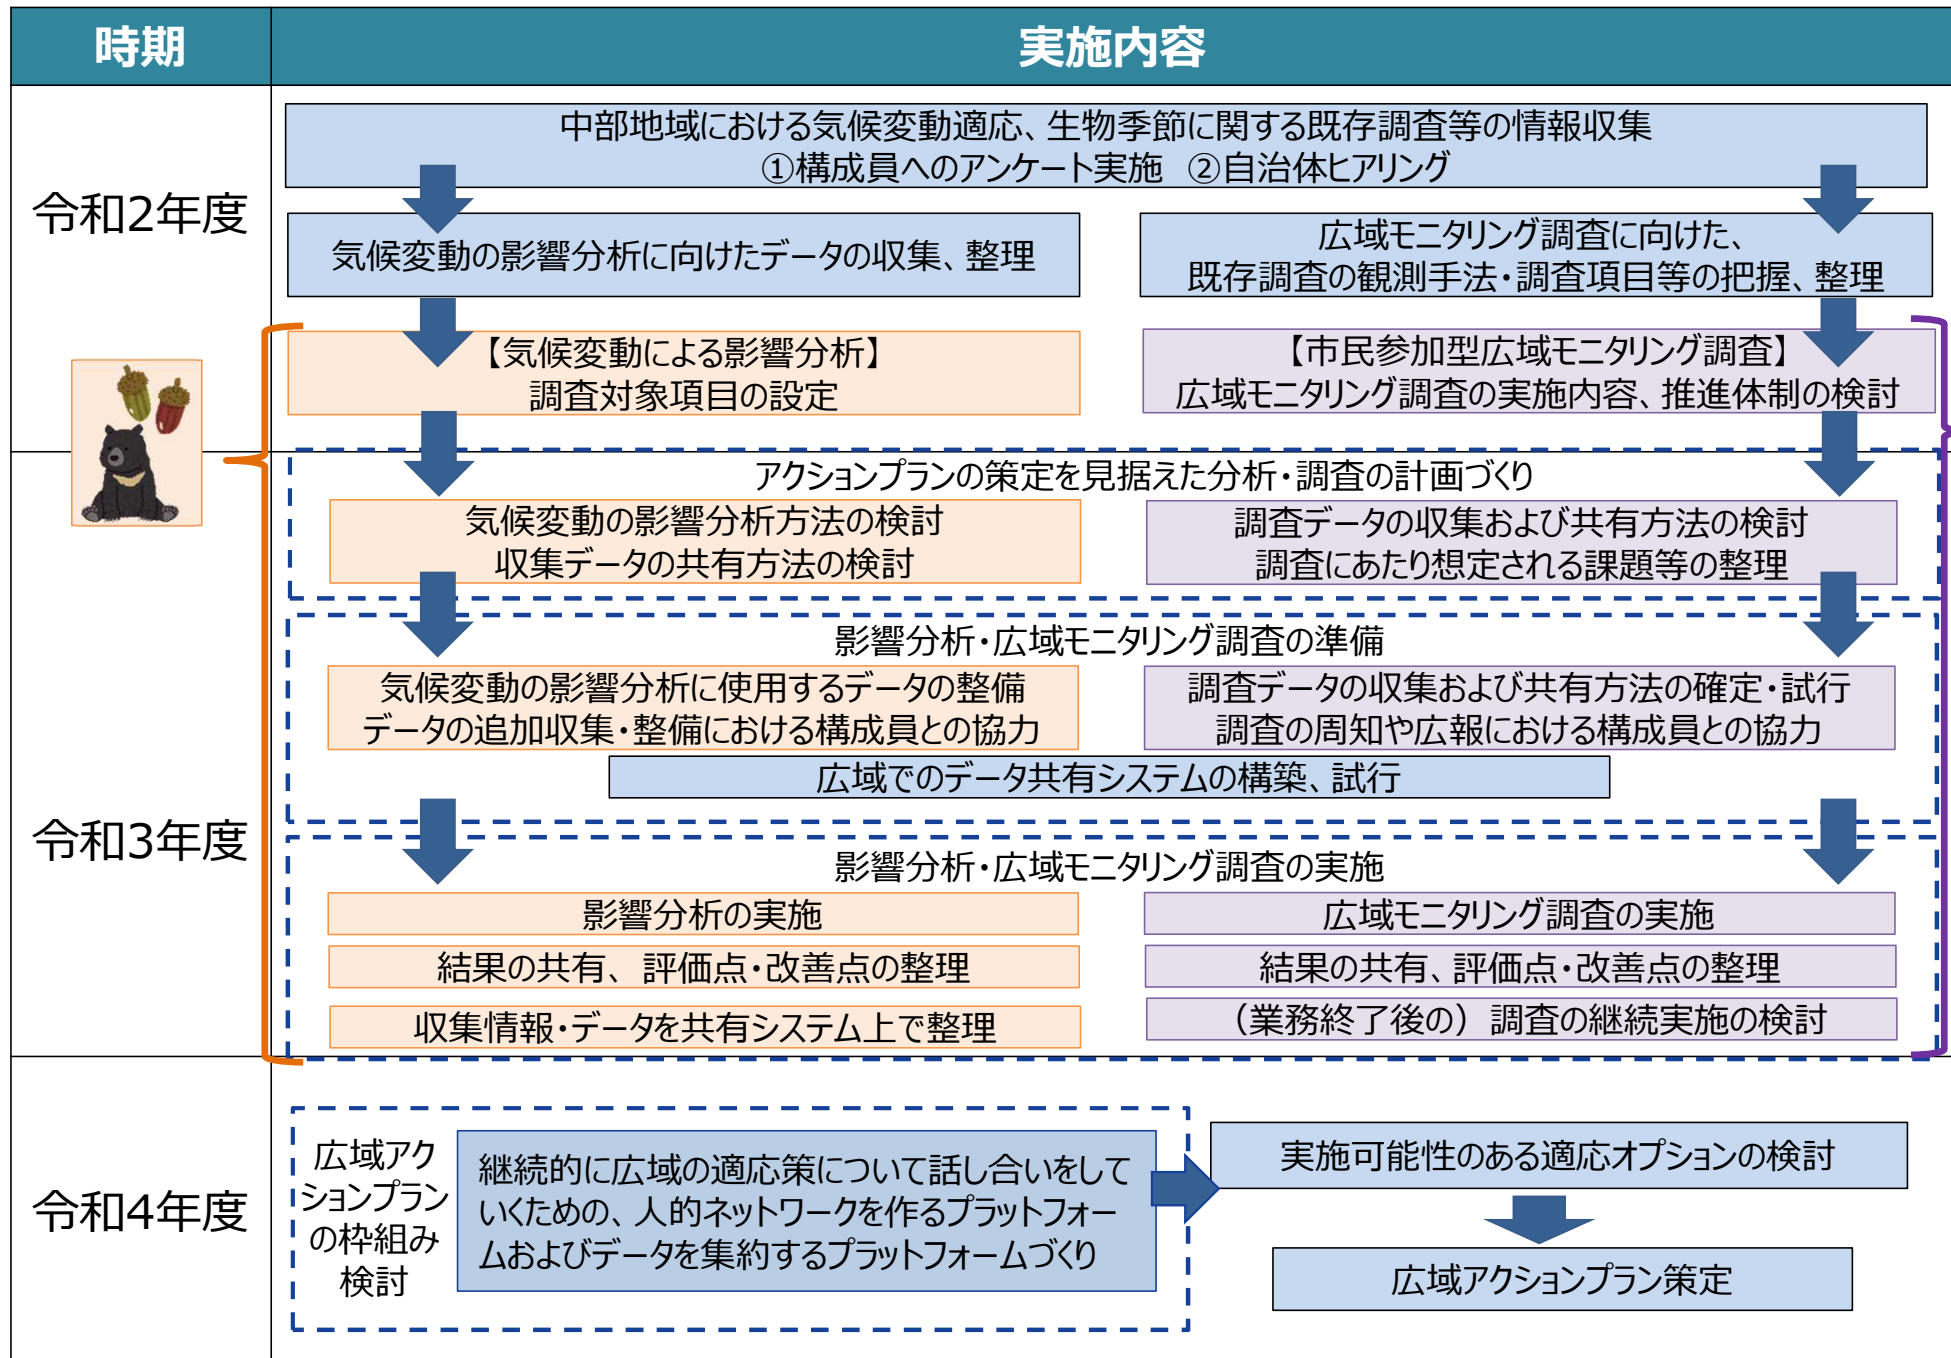 時期
実施内容
令和2年度
中部地域における気候変動適応、生物季節に関する既存調査等の情報収集
①構成員へのアンケート実施 ②自治体ヒアリング
気候変動の影響分析に向けたデータの収集、整理
広域モニタリング調査に向けた、
既存調査の観測手法・調査項目等の把握、整理
【気候変動による影響分析】
調査対象項目の設定
【市民参加型広域モニタリング調査】
広域モニタリング調査の実施内容、推進体制の検討
令和3年度
アクションプランの策定を見据えた分析・調査の計画づくり
気候変動の影響分析方法の検討
収集データの共有方法の検討
調査データの収集および共有方法の検討
調査にあたり想定される課題等の整理
影響分析・広域モニタリング調査の準備
気候変動の影響分析に使用するデータの整備
データの追加収集・整備における構成員との協力
調査データの収集および共有方法の確定・試行
調査の周知や広報における構成員との協力
広域でのデータ共有システムの構築、試行
影響分析・広域モニタリング調査の実施
影響分析の実施
結果の共有、評価点・改善点の整理
収集情報・データを共有システム上で整理
広域モニタリング調査の実施
結果の共有、評価点・改善点の整理
（業務終了後の）調査の継続実施の検討
令和4年度
広域アク
ションプラン
の枠組み
検討
継続的に広域の適応策について話し合いをして
いくための、人的ネットワークを作るプラットフォー
ムおよびデータを集約するプラットフォームづくり
実施可能性のある適応オプションの検討
広域アクションプラン策定